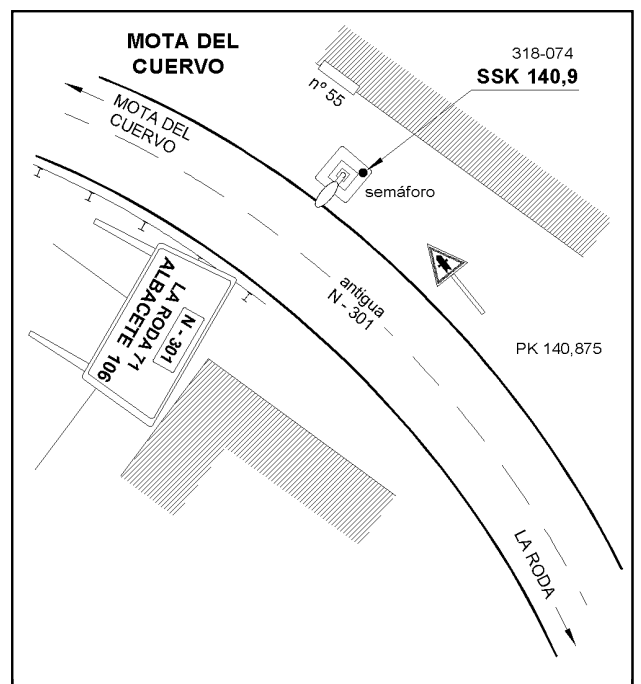 MOTA DEL
CUERVO
318-074
SSK 140,9
nº 55
MOTA DEL
CUERVO
semáforo
antigua
N - 301
PK 140,875
N - 301
LA RODA 71
ALBACETE 106
LA RODA